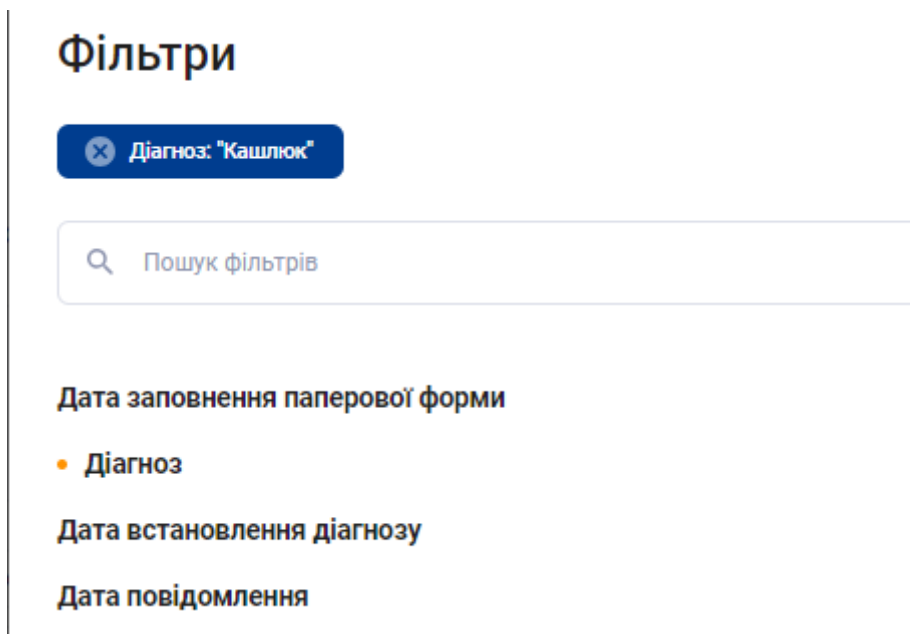 Фільтри
Діагноз: "Кашлюк"
Пошук фільтрів
Дата заповнення паперової форми
Діагноз
Дата встановлення діагнозу
Дата повідомлення